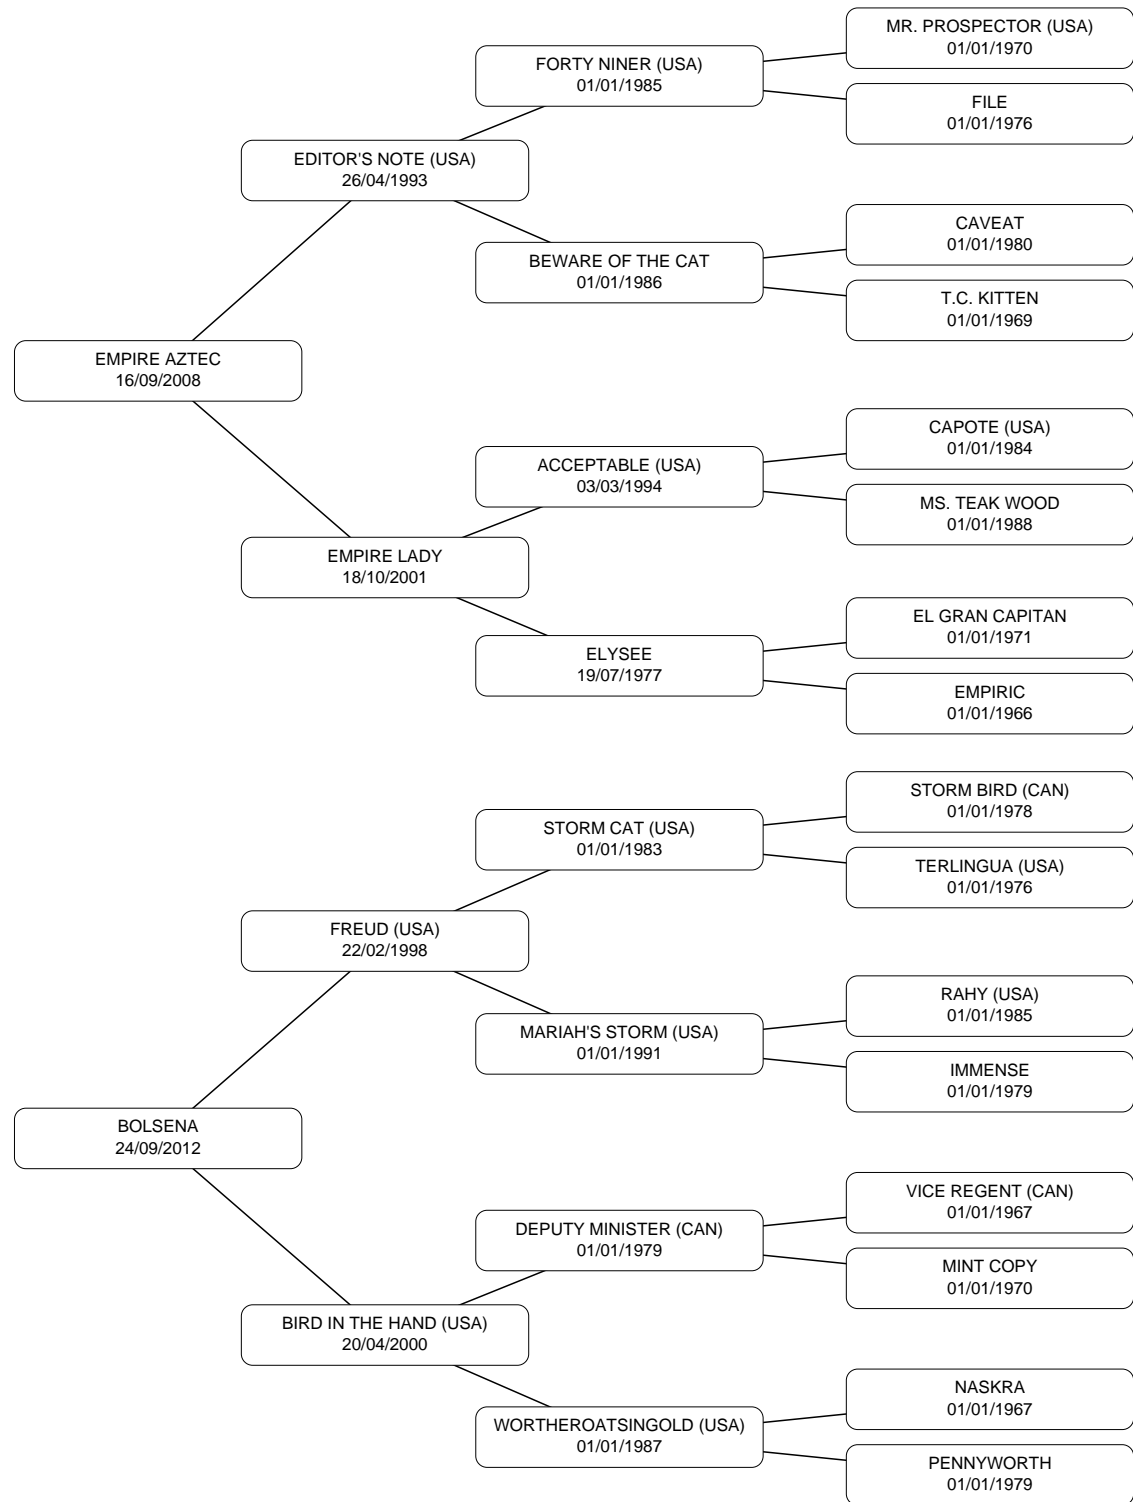 MR. PROSPECTOR (USA)
01/01/1970
FORTY NINER (USA)
01/01/1985
FILE
01/01/1976
EDITOR'S NOTE (USA)
26/04/1993
CAVEAT
01/01/1980
BEWARE OF THE CAT
01/01/1986
T.C. KITTEN
01/01/1969
EMPIRE AZTEC
16/09/2008
CAPOTE (USA)
01/01/1984
ACCEPTABLE (USA)
03/03/1994
MS. TEAK WOOD
01/01/1988
EMPIRE LADY
18/10/2001
EL GRAN CAPITAN
01/01/1971
ELYSEE
19/07/1977
EMPIRIC
01/01/1966
STORM BIRD (CAN)
01/01/1978
STORM CAT (USA)
01/01/1983
TERLINGUA (USA)
01/01/1976
FREUD (USA)
22/02/1998
RAHY (USA)
01/01/1985
MARIAH'S STORM (USA)
01/01/1991
IMMENSE
01/01/1979
BOLSENA
24/09/2012
VICE REGENT (CAN)
01/01/1967
DEPUTY MINISTER (CAN)
01/01/1979
MINT COPY
01/01/1970
BIRD IN THE HAND (USA)
20/04/2000
NASKRA
01/01/1967
WORTHEROATSINGOLD (USA)
01/01/1987
PENNYWORTH
01/01/1979